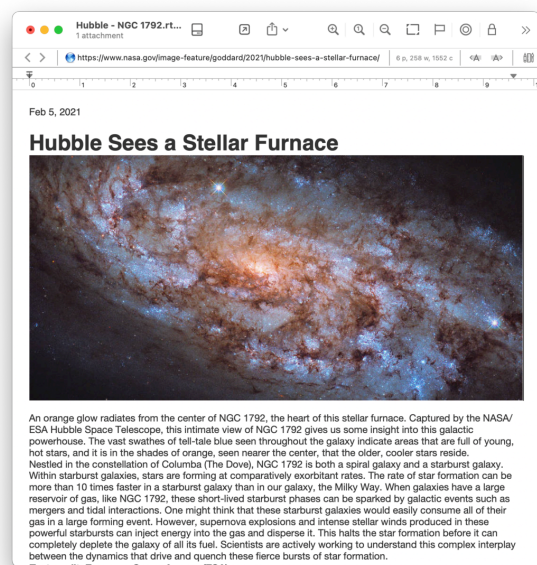 Hubble - NGC 1792.rt...
1 attachment
https://www.nasa.gov/image-feature/goddard/2021/hubble-sees-a-stellar-furnace/
6 p, 258 w, 1552 c
0 1 2 3 4 5 6 7 8 9
Feb 5, 2021
Hubble Sees a Stellar Furnace
An orange glow radiates from the center of NGC 1792, the heart of this stellar furnace. Captured by the NASA/
ESA Hubble Space Telescope, this intimate view of NGC 1792 gives us some insight into this galactic
powerhouse. The vast swathes of tell-tale blue seen throughout the galaxy indicate areas that are full of young,
hot stars, and it is in the shades of orange, seen nearer the center, that the older, cooler stars reside.
Nestled in the constellation of Columba (The Dove), NGC 1792 is both a spiral galaxy and a starburst galaxy.
Within starburst galaxies, stars are forming at comparatively exorbitant rates. The rate of star formation can be
more than 10 times faster in a starburst galaxy than in our galaxy, the Milky Way. When galaxies have a large
reservoir of gas, like NGC 1792, these short-lived starburst phases can be sparked by galactic events such as
mergers and tidal interactions. One might think that these starburst galaxies would easily consume all of their
gas in a large forming event. However, supernova explosions and intense stellar winds produced in these
powerful starbursts can inject energy into the gas and disperse it. This halts the star formation before it can
completely deplete the galaxy of all its fuel. Scientists are actively working to understand this complex interplay
between the dynamics that drive and quench these fierce bursts of star formation.